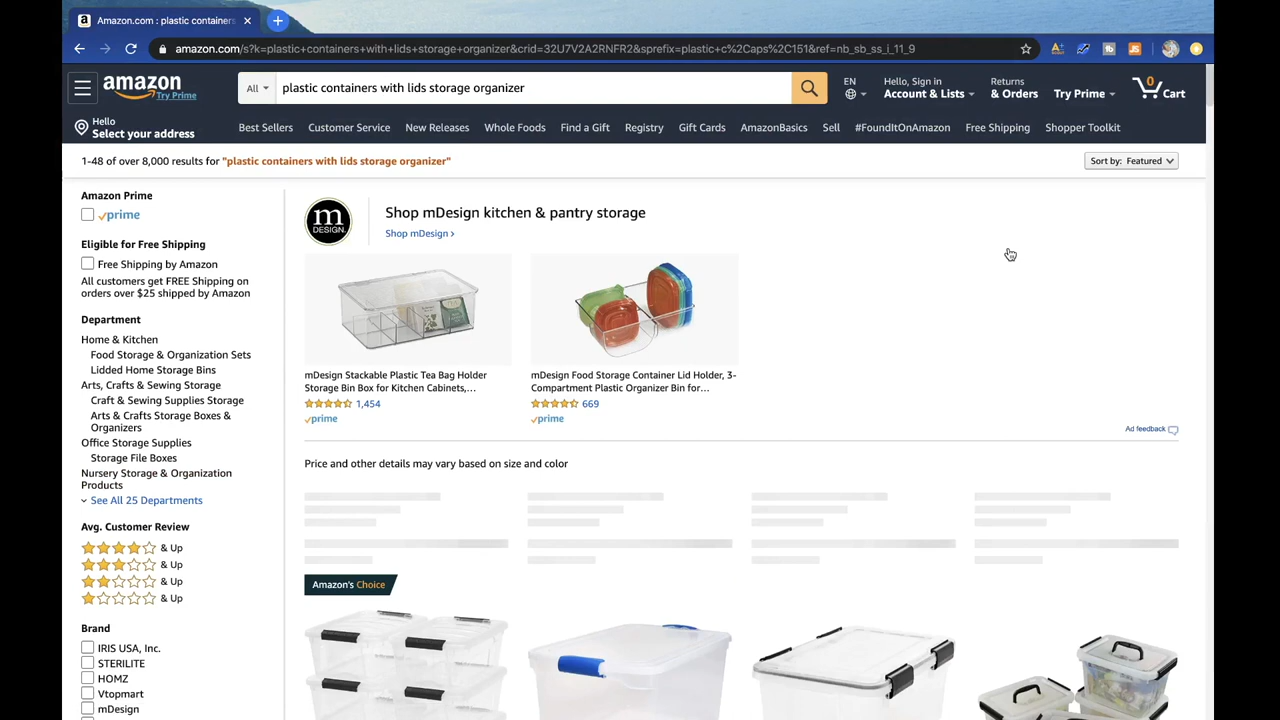 Amazon.com : plastic containers
amazon.com/s?k=plastic+containers+with+lids+storage+organizer&crid=32U7V2A2RNFR2&sprefix=plastic+c%2Caps%2C151&ref=nb_sb_ss_i_11_9
amazon
Try Prime
All
plastic containers with lids storage organizer
EN
Hello, Sign in
Account & Lists
Returns
& Orders
Try Prime
0
Cart
Hello
Select your address
Best Sellers
Customer Service
New Releases
Whole Foods
Find a Gift
Registry
Gift Cards
AmazonBasics
Sell
#FoundItOnAmazon
Free Shipping
Shopper Toolkit
1-48 of over 8,000 results for "plastic containers with lids storage organizer"
Sort by: Featured
Amazon Prime
prime
Eligible for Free Shipping
Free Shipping by Amazon
All customers get FREE Shipping on
orders over $25 shipped by Amazon
Department
Home & Kitchen
Food Storage & Organization Sets
Lidded Home Storage Bins
Arts, Crafts & Sewing Storage
Craft & Sewing Supplies Storage
Arts & Crafts Storage Boxes &
Organizers
Office Storage Supplies
Storage File Boxes
Nursery Storage & Organization
Products
See All 25 Departments
Avg. Customer Review
& Up
& Up
& Up
& Up
Brand
IRIS USA, Inc.
STERILITE
HOMZ
Vtopmart
mDesign
m
DESIGN.
Shop mDesign kitchen & pantry storage
Shop mDesign ›
mDesign Stackable Plastic Tea Bag Holder
Storage Bin Box for Kitchen Cabinets,...
1,454
prime
mDesign Food Storage Container Lid Holder, 3-
Compartment Plastic Organizer Bin for...
669
prime
Ad feedback
Price and other details may vary based on size and color
Amazon's Choice